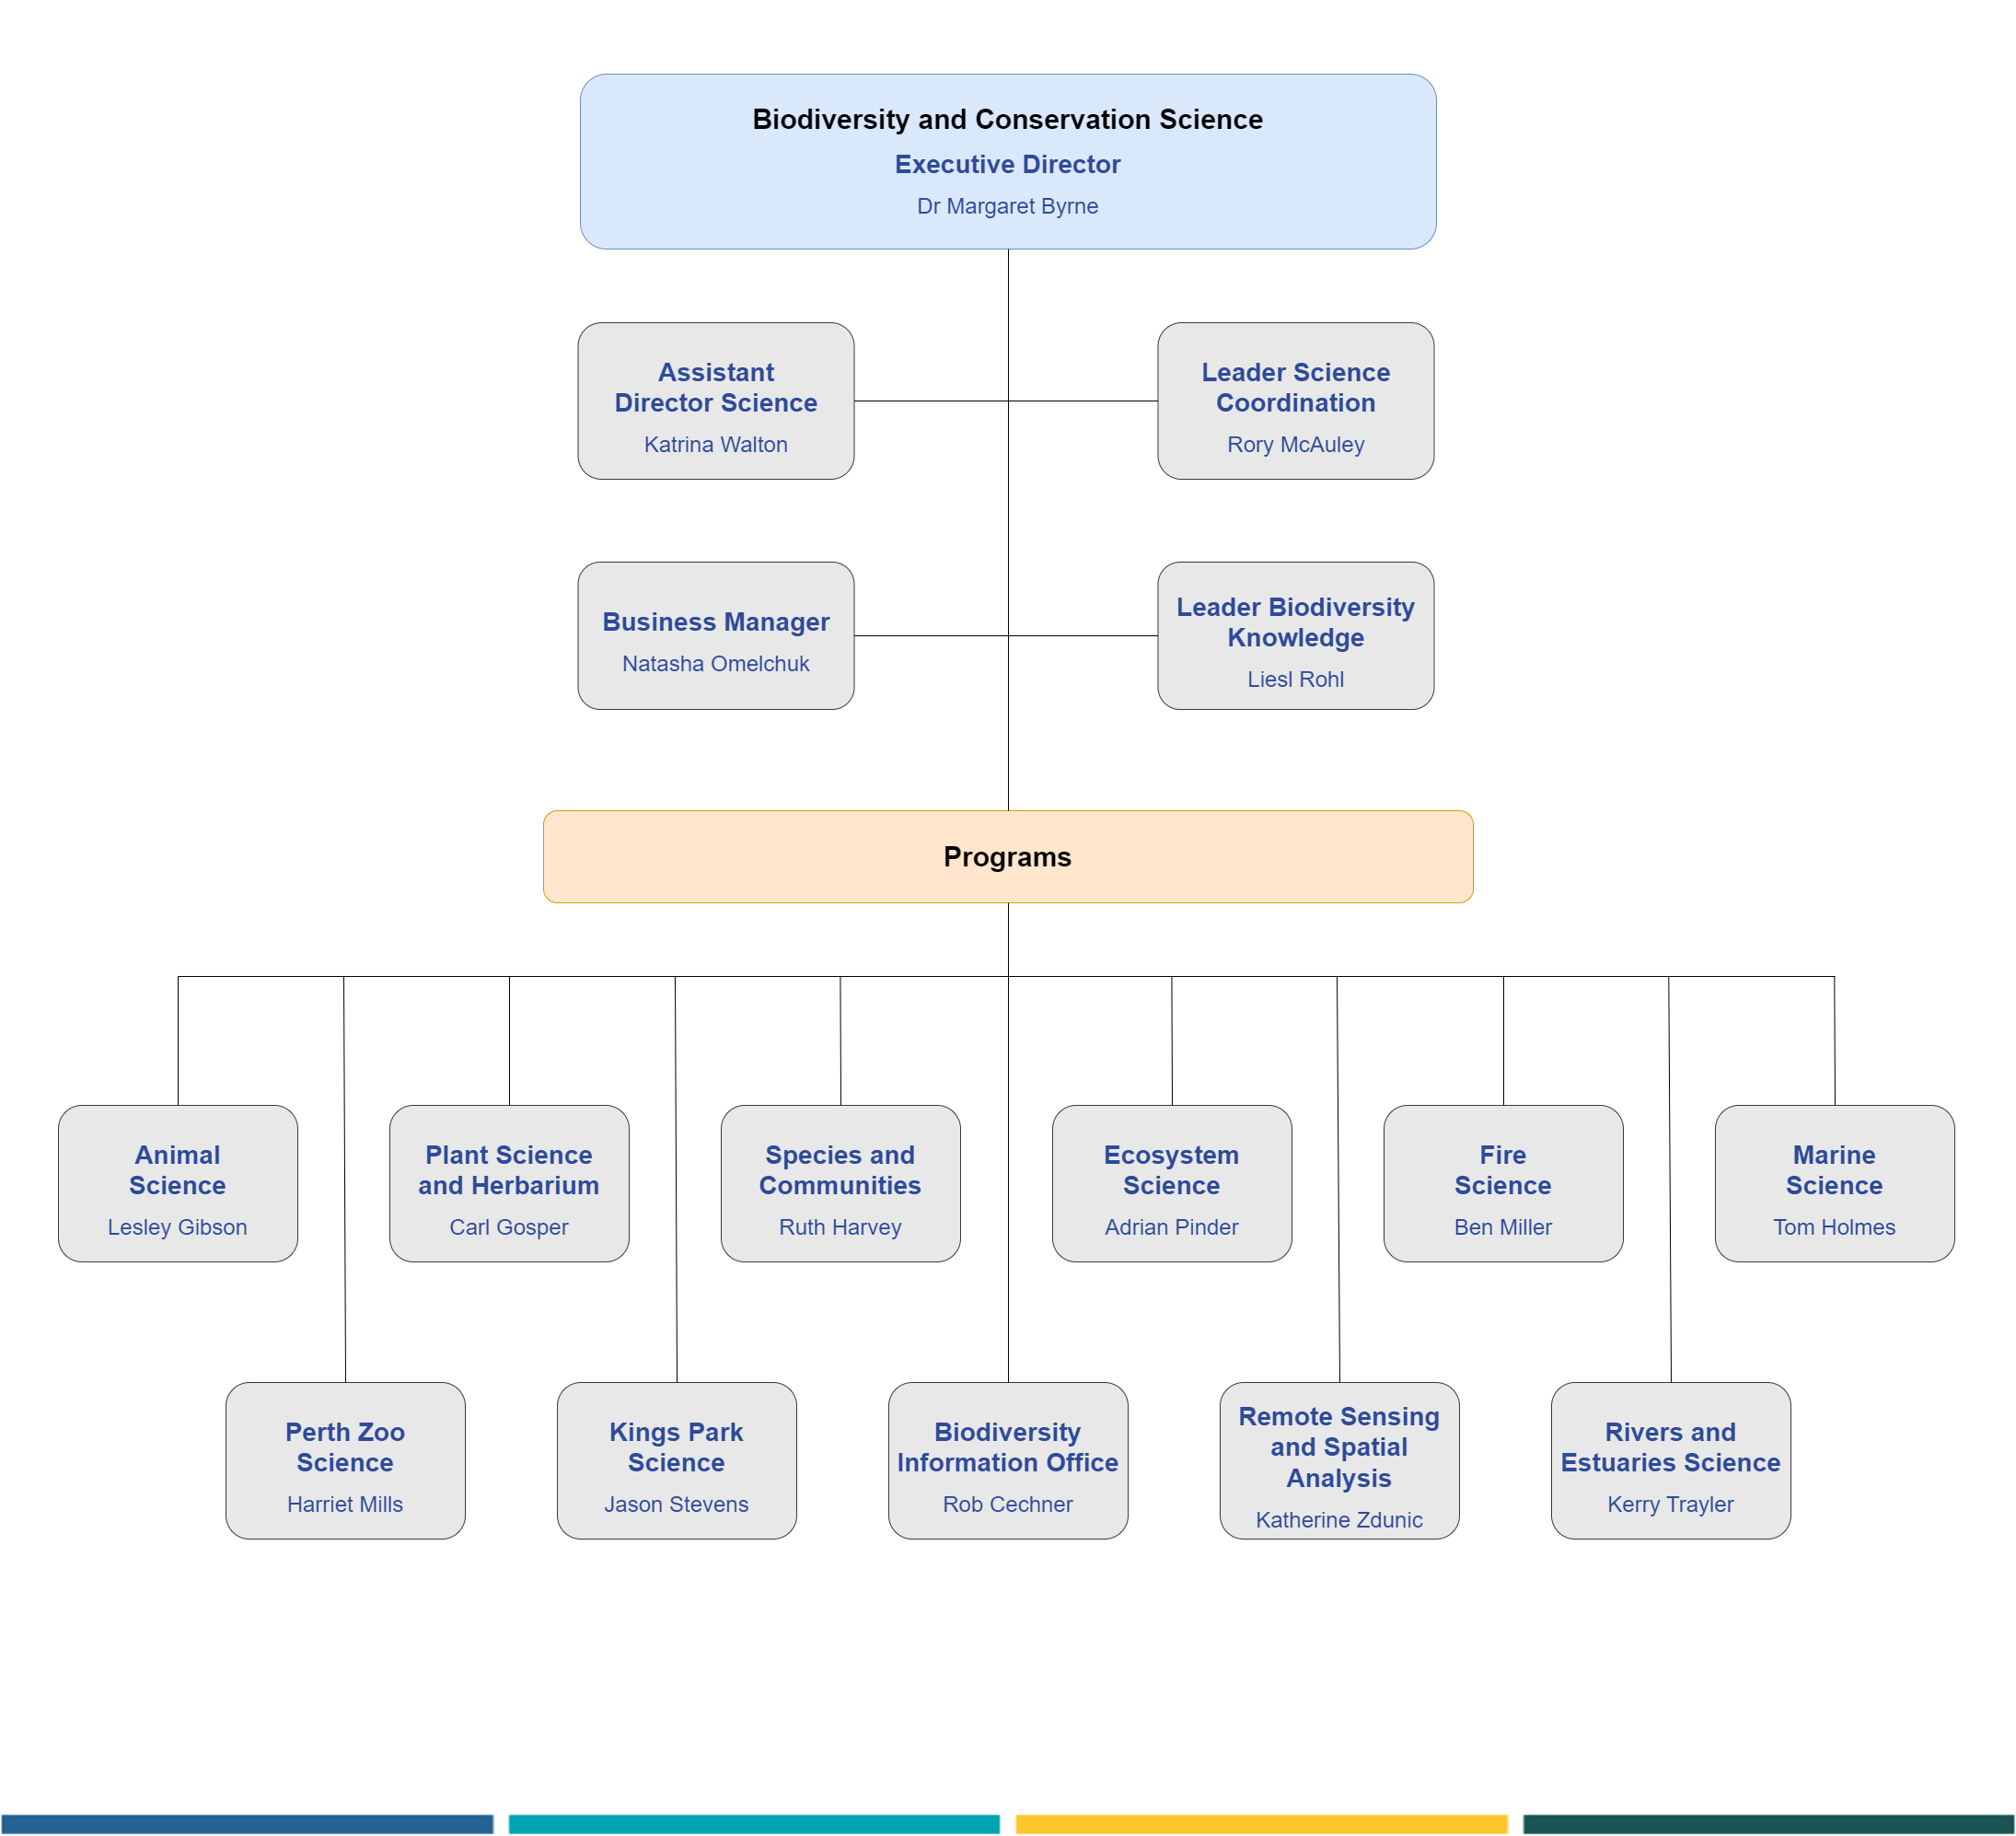 Biodiversity and Conservation Science
Executive Director
Dr Margaret Byrne
Assistant
Director Science
Katrina Walton
Leader Science
Coordination
Rory McAuley
Business Manager
Natasha Omelchuk
Leader Biodiversity
Knowledge
Liesl Rohl
Programs
Animal
Science
Lesley Gibson
Plant Science
and Herbarium
Carl Gosper
Species and
Communities
Ruth Harvey
Ecosystem
Science
Adrian Pinder
Fire
Science
Ben Miller
Marine
Science
Tom Holmes
Perth Zoo
Science
Harriet Mills
Kings Park
Science
Jason Stevens
Biodiversity
Information Office
Rob Cechner
Remote Sensing
and Spatial
Analysis
Katherine Zdunic
Rivers and
Estuaries Science
Kerry Trayler